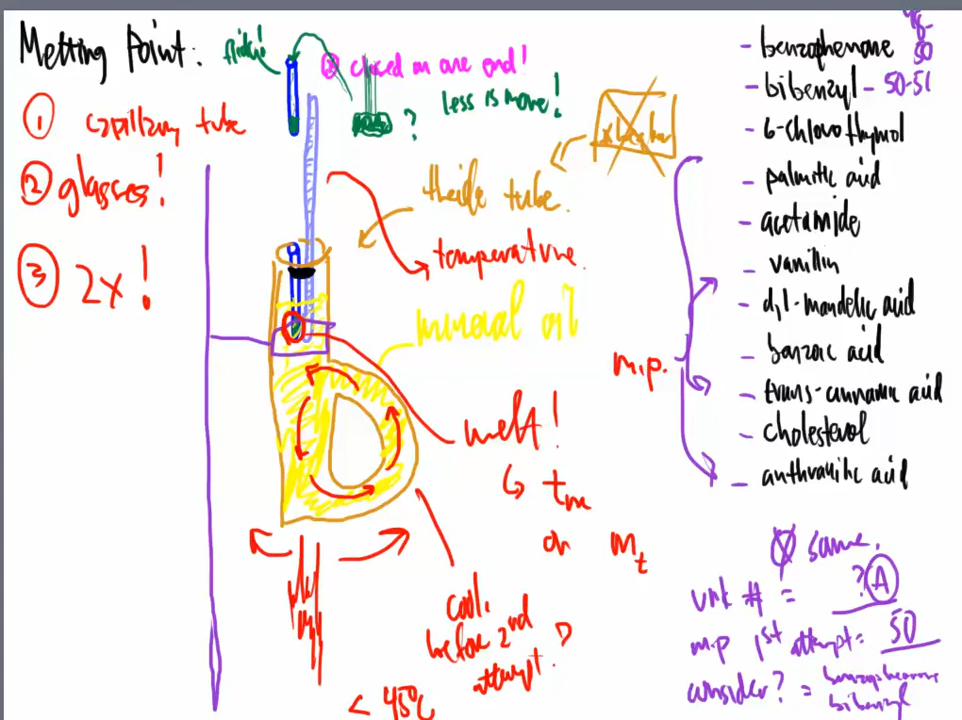 Melting Point:
① capillary tube
② glasses!
③ 2x!
③ closed on one end!
?
less is more!
theile tube
temperature
mineral oil
melt!
↳ tm
or mt
cool
before 2nd
attempt?
< 45°C
m.p.
48-
50
- benzophenone
- bibenzyl - 50-51
- 6-chlorothymol
- palmitic acid
- acetamide
- vanillin
- d,l-mandelic acid
- benzoic acid
- trans-cinnamic acid
- cholesterol
- anthranilic acid
same.
unk # = ? A
m.p 1st attempt = 50
consider? = benzophenone
bibenzyl